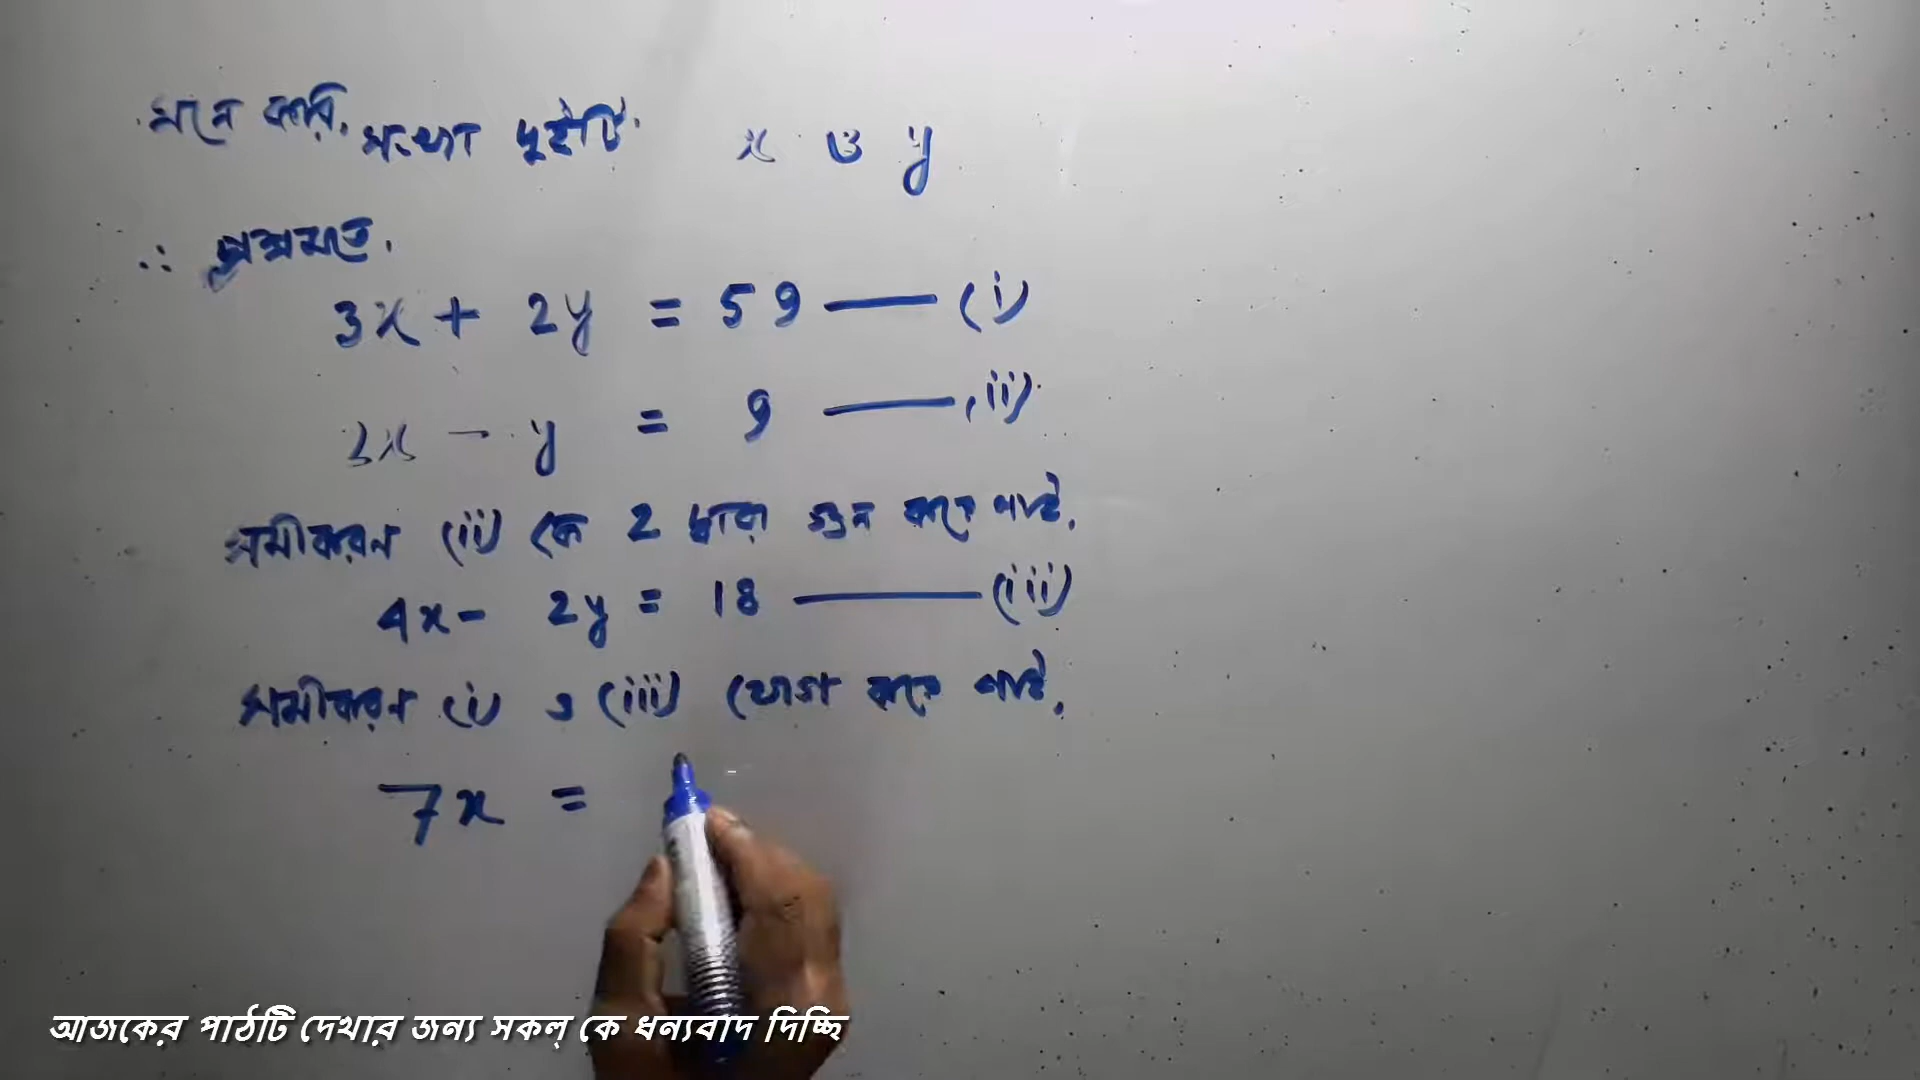 মনে করি, সংখ্যা দুইটি x ও y
∴ প্রশ্নমতে,
3x + 2y = 59 — (i)
2x - y = 9 — (ii)
সমীকরণ (ii) কে 2 দ্বারা গুন করে পাই,
4x - 2y = 18 — (iii)
সমীকরণ (i) ও (iii) যোগ করে পাই,
7x =
আজকের পাঠটি দেখার জন্য সকল্ কে ধন্যবাদ দিচ্ছি